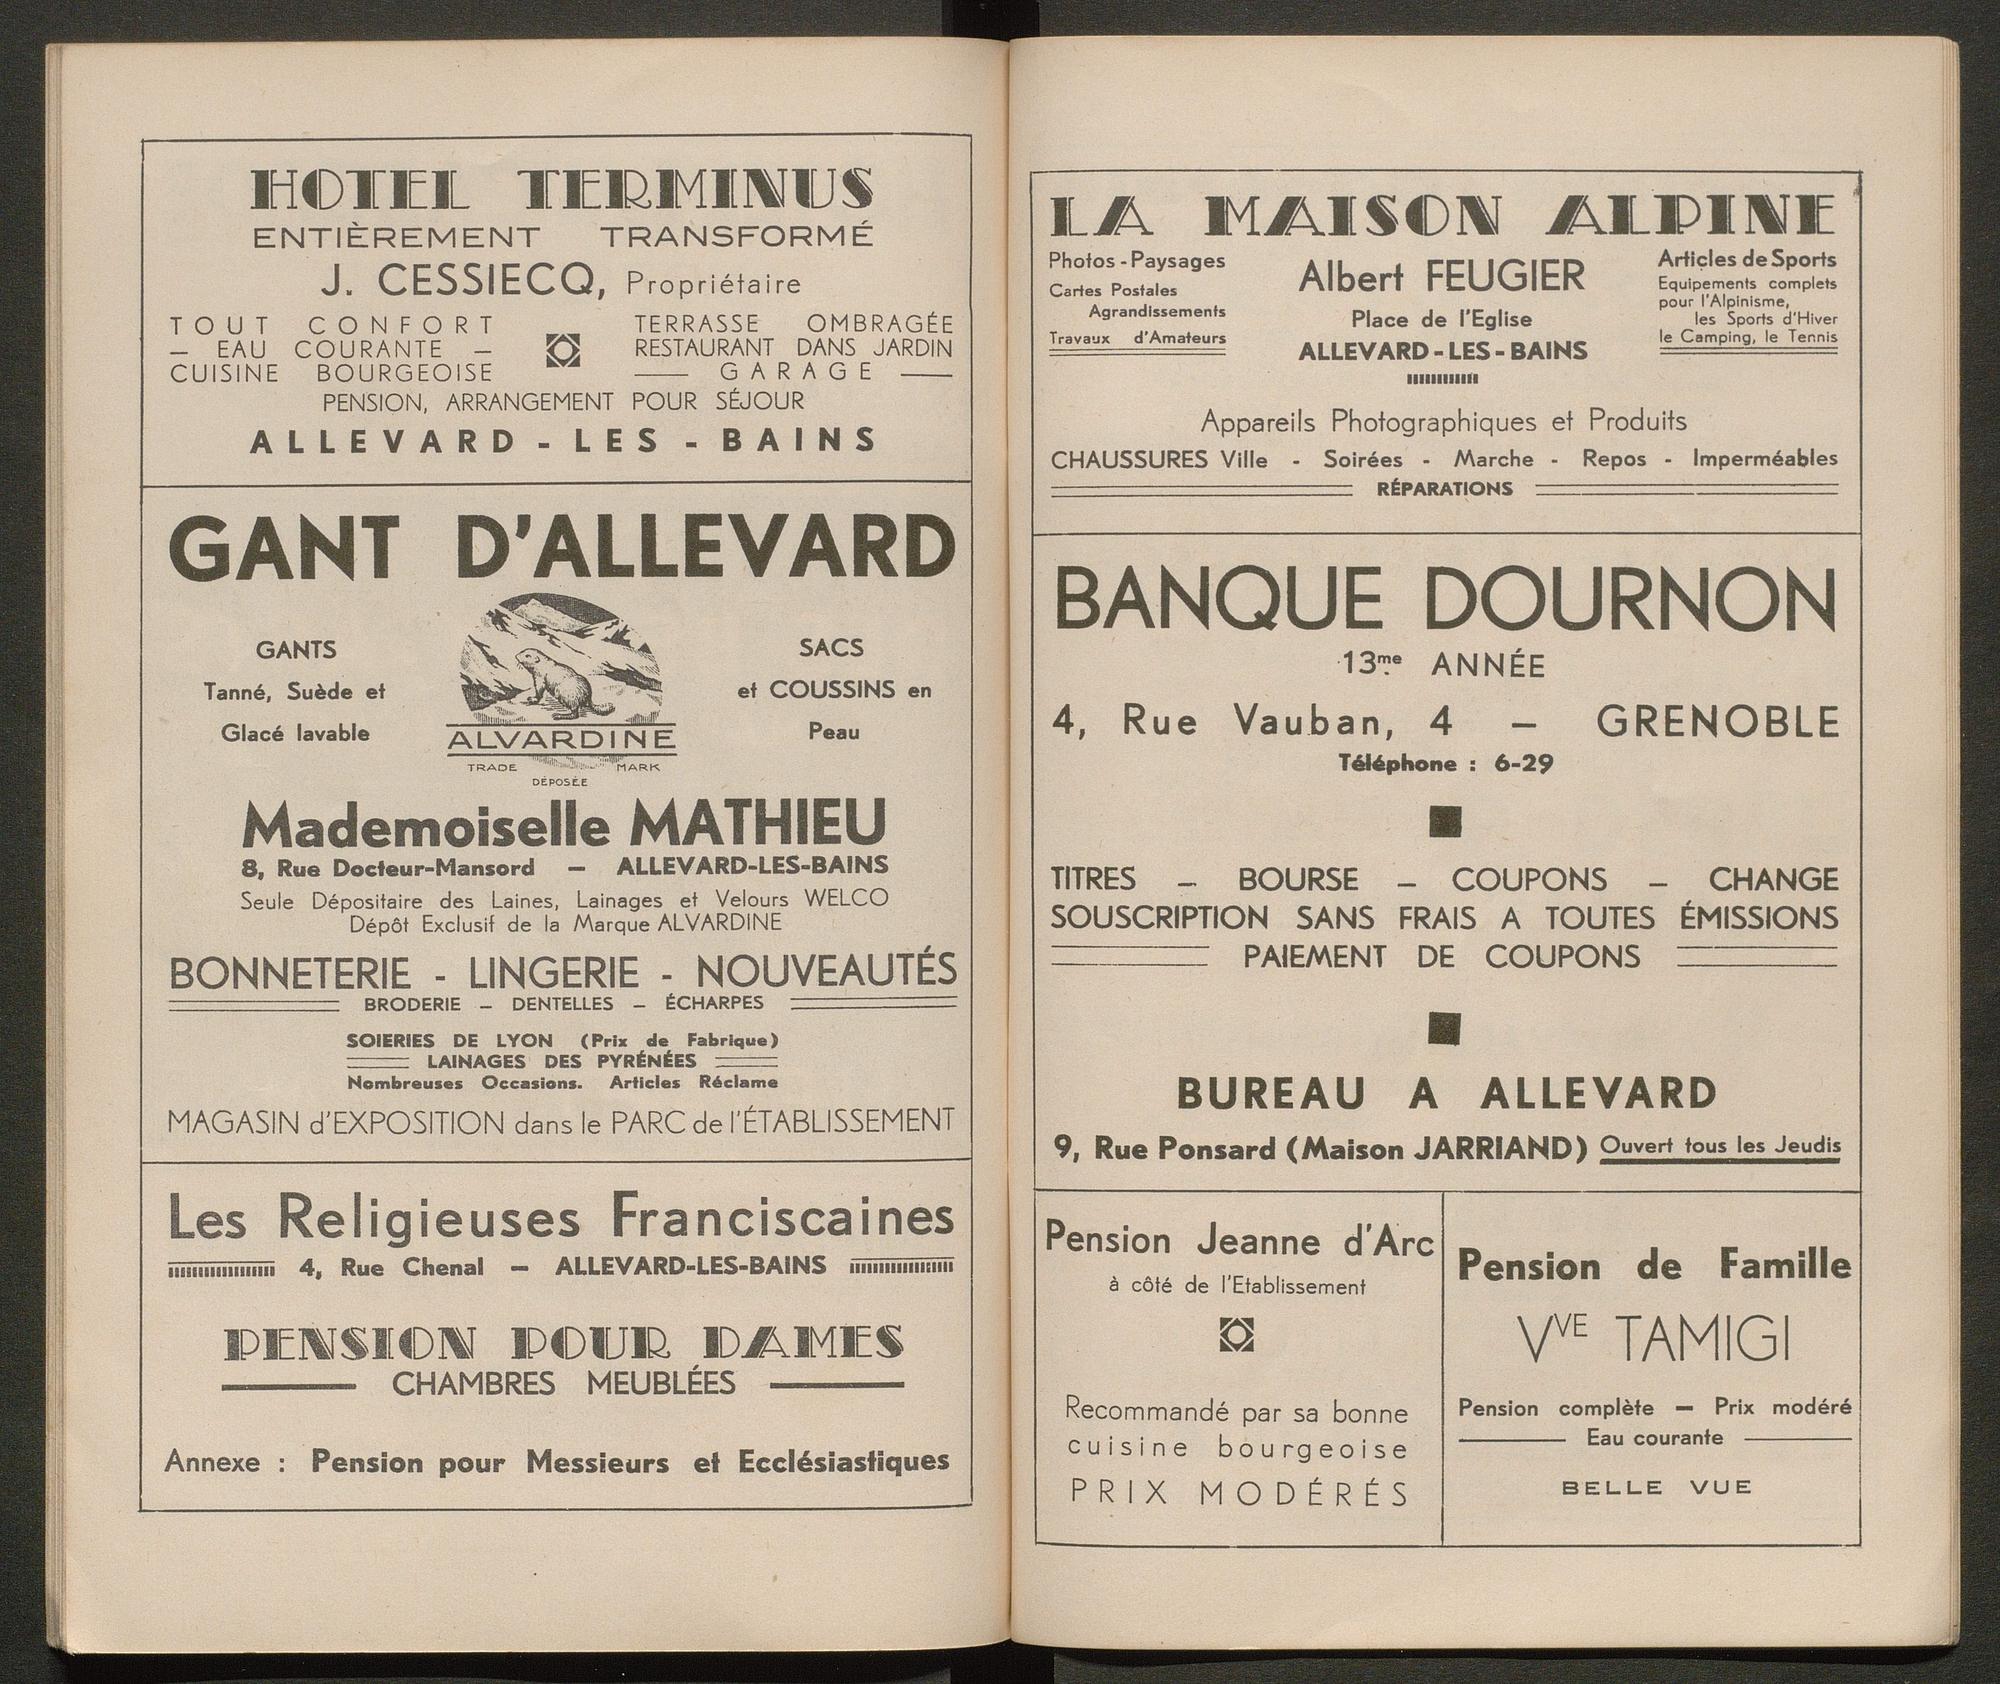 HOTEL TERMINUS
ENTIÈREMENT TRANSFORMÉ
J. CESSIECQ, Propriétaire
TOUT CONFORT
— EAU COURANTE —
CUISINE BOURGEOISE
TERRASSE OMBRAGÉE
RESTAURANT DANS JARDIN
— GARAGE —
PENSION, ARRANGEMENT POUR SÉJOUR
ALLEVARD - LES - BAINS
GANT D'ALLEVARD
GANTS
Tanné, Suède et
Glacé lavable
ALVARDINE
TRADE MARK
DÉPOSÉE
SACS
et COUSSINS en
Peau
Mademoiselle MATHIEU
8, Rue Docteur-Mansord — ALLEVARD-LES-BAINS
Seule Dépositaire des Laines, Lainages et Velours WELCO
Dépôt Exclusif de la Marque ALVARDINE
BONNETERIE - LINGERIE - NOUVEAUTÉS
BRODERIE — DENTELLES — ÉCHARPES
SOIERIES DE LYON (Prix de Fabrique)
LAINAGES DES PYRÉNÉES
Nombreuses Occasions. Articles Réclame
MAGASIN d'EXPOSITION dans le PARC de l'ÉTABLISSEMENT
Les Religieuses Franciscaines
4, Rue Chenal — ALLEVARD-LES-BAINS
PENSION POUR DAMES
CHAMBRES MEUBLÉES
Annexe : Pension pour Messieurs et Ecclésiastiques
LA MAISON ALPINE
Photos - Paysages
Cartes Postales
Agrandissements
Travaux d'Amateurs
Albert FEUGIER
Place de l'Eglise
ALLEVARD - LES - BAINS
Articles de Sports
Equipements complets
pour l'Alpinisme,
les Sports d'Hiver
le Camping, le Tennis
Appareils Photographiques et Produits
CHAUSSURES Ville - Soirées - Marche - Repos - Imperméables
RÉPARATIONS
BANQUE DOURNON
13me ANNÉE
4, Rue Vauban, 4 — GRENOBLE
Téléphone : 6-29
TITRES — BOURSE — COUPONS — CHANGE
SOUSCRIPTION SANS FRAIS A TOUTES ÉMISSIONS
PAIEMENT DE COUPONS
BUREAU A ALLEVARD
9, Rue Ponsard (Maison JARRIAND) Ouvert tous les Jeudis
Pension Jeanne d'Arc
à côté de l'Etablissement
Recommandé par sa bonne
cuisine bourgeoise
PRIX MODÉRÉS
Pension de Famille
VVE TAMIGI
Pension complète — Prix modéré
Eau courante
BELLE VUE